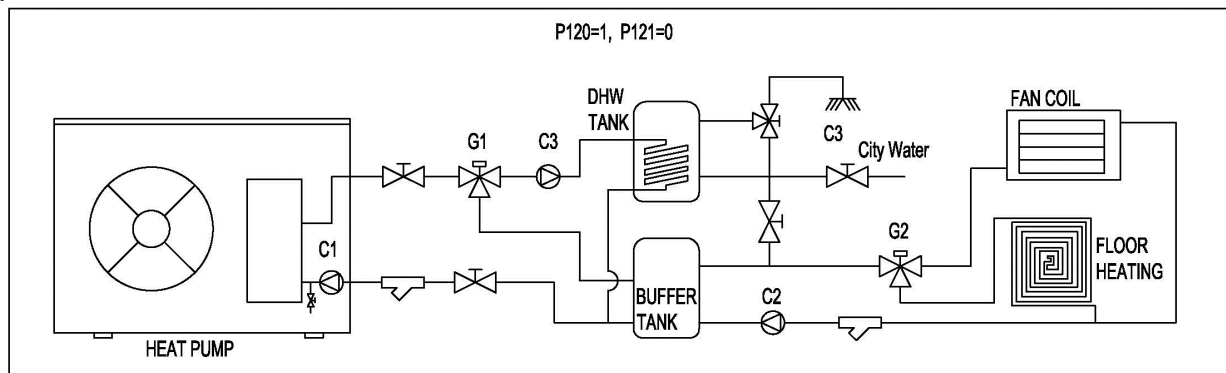 P120=1, P121=0
DHW
TANK
FAN COIL
G1
C3
C3
City Water
C1
G2
FLOOR
HEATING
BUFFER
TANK
C2
HEAT PUMP